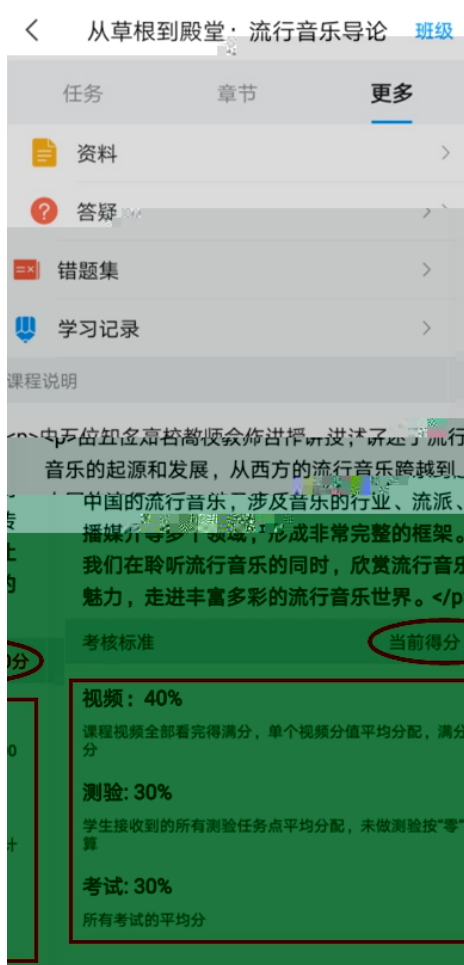 从草根到殿堂：流行音乐导论 班级
任务 章节 更多
资料
答疑
错题集
学习记录
课程说明
音乐的起源和发展，从西方的流行音乐跨越到
中国的流行音乐 涉及音乐的行业、流派、
播媒介等多个领域，形成非常完整的框架。
我们在聆听流行音乐的同时，欣赏流行音乐
魅力，走进丰富多彩的流行音乐世界。</p
考核标准 当前得分
0分
视频：40%
课程视频全部看完得满分，单个视频分值平均分配，满分
分
测验: 30%
学生接收到的所有测验任务点平均分配，未做测验按"零"
算
考试: 30%
所有考试的平均分